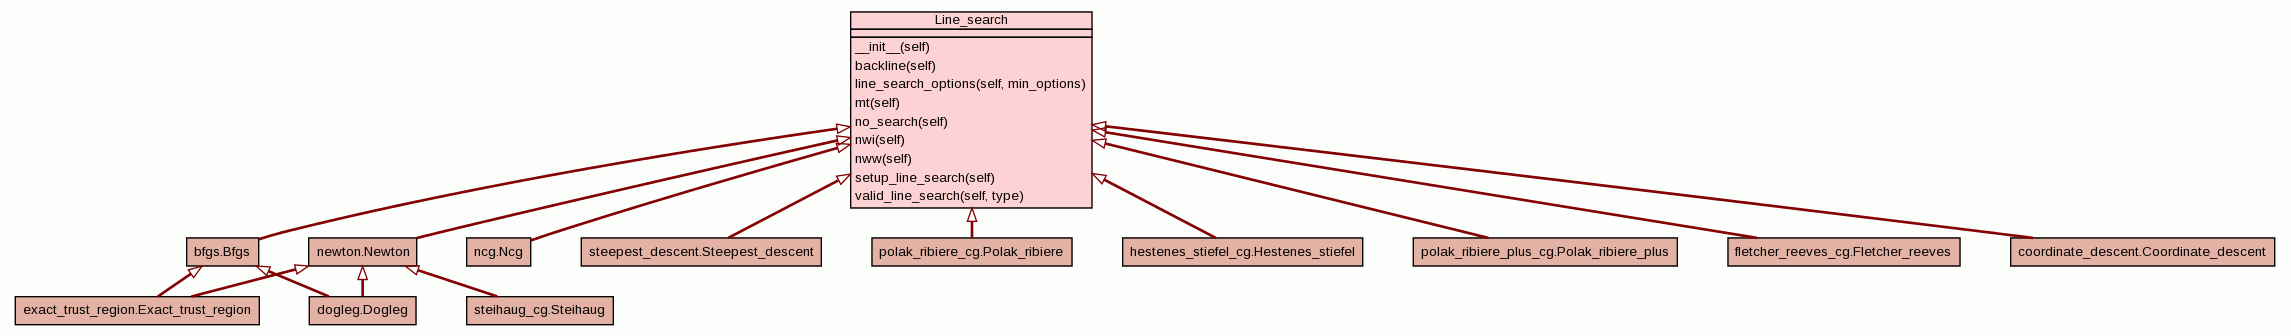 Line_search
__init__(self)
backline(self)
line_search_options(self, min_options)
mt(self)
no_search(self)
nwi(self)
nww(self)
setup_line_search(self)
valid_line_search(self, type)
bfgs.Bfgs
newton.Newton
ncg.Ncg
steepest_descent.Steepest_descent
polak_ribiere_cg.Polak_ribiere
hestenes_stiefel_cg.Hestenes_stiefel
polak_ribiere_plus_cg.Polak_ribiere_plus
fletcher_reeves_cg.Fletcher_reeves
coordinate_descent.Coordinate_descent
exact_trust_region.Exact_trust_region
dogleg.Dogleg
steihaug_cg.Steihaug